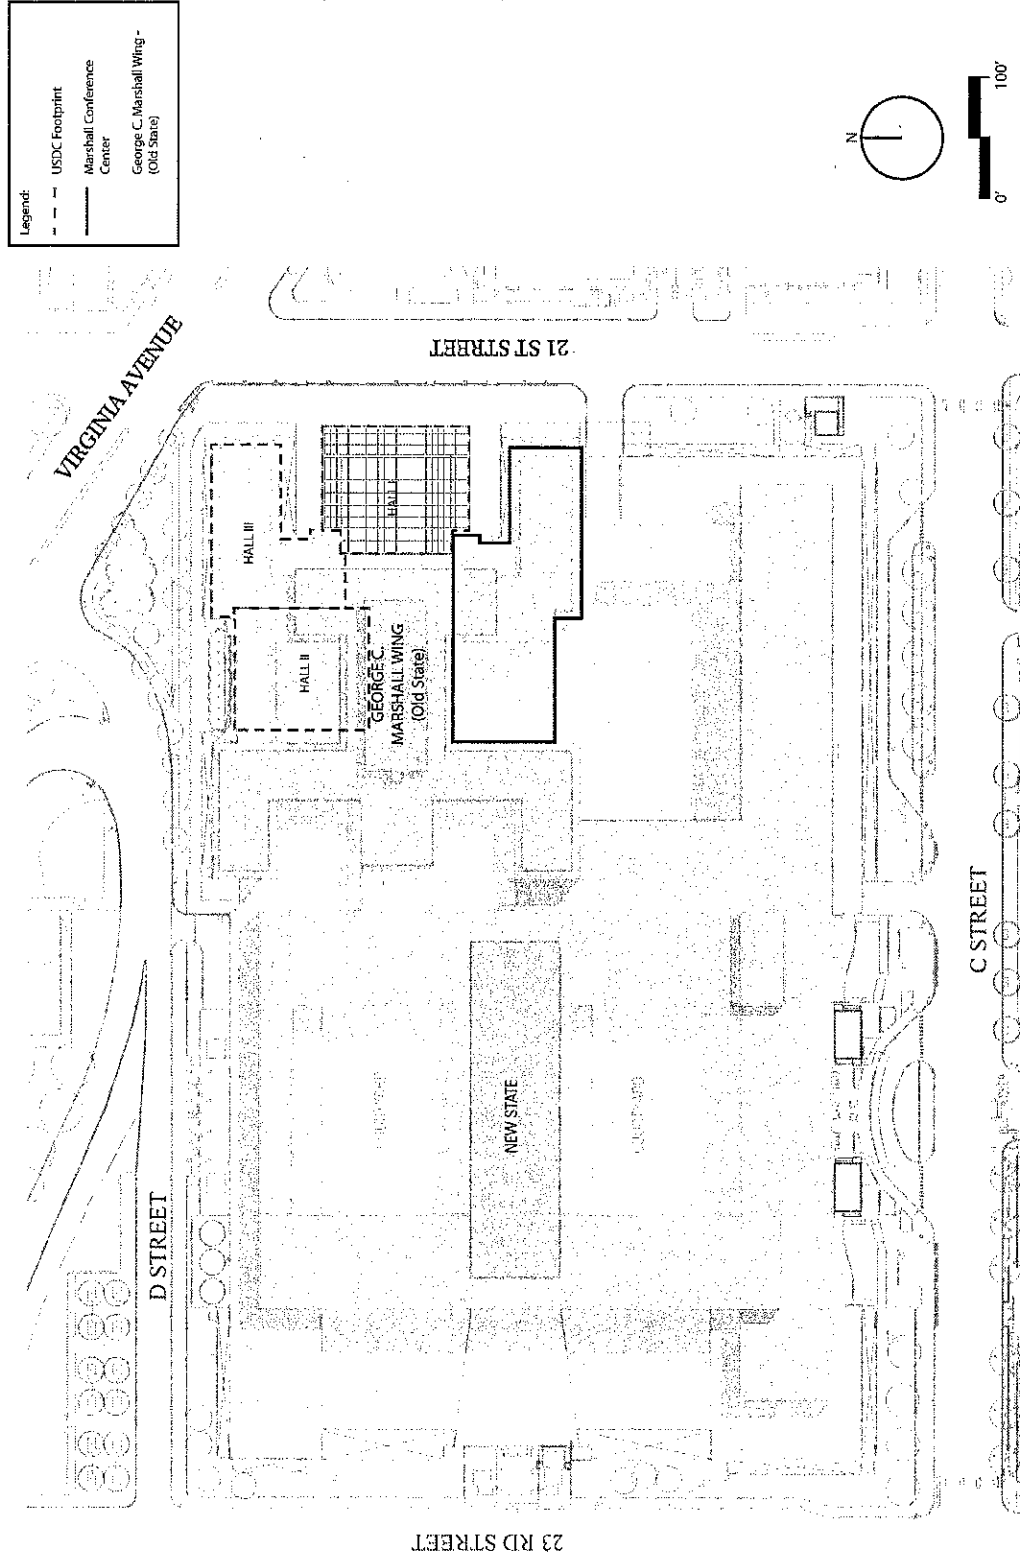 Legend:
USDC Footprint
Marshall Conference
Center
George C. Marshall Wing -
(Old State)
N
0'
100'
VIRGINIA AVENUE
21 ST STREET
HALL III
HALL I
HALL II
GEORGE C.
MARSHALL WING
(Old State)
NEW STATE
D STREET
C STREET
23 RD STREET